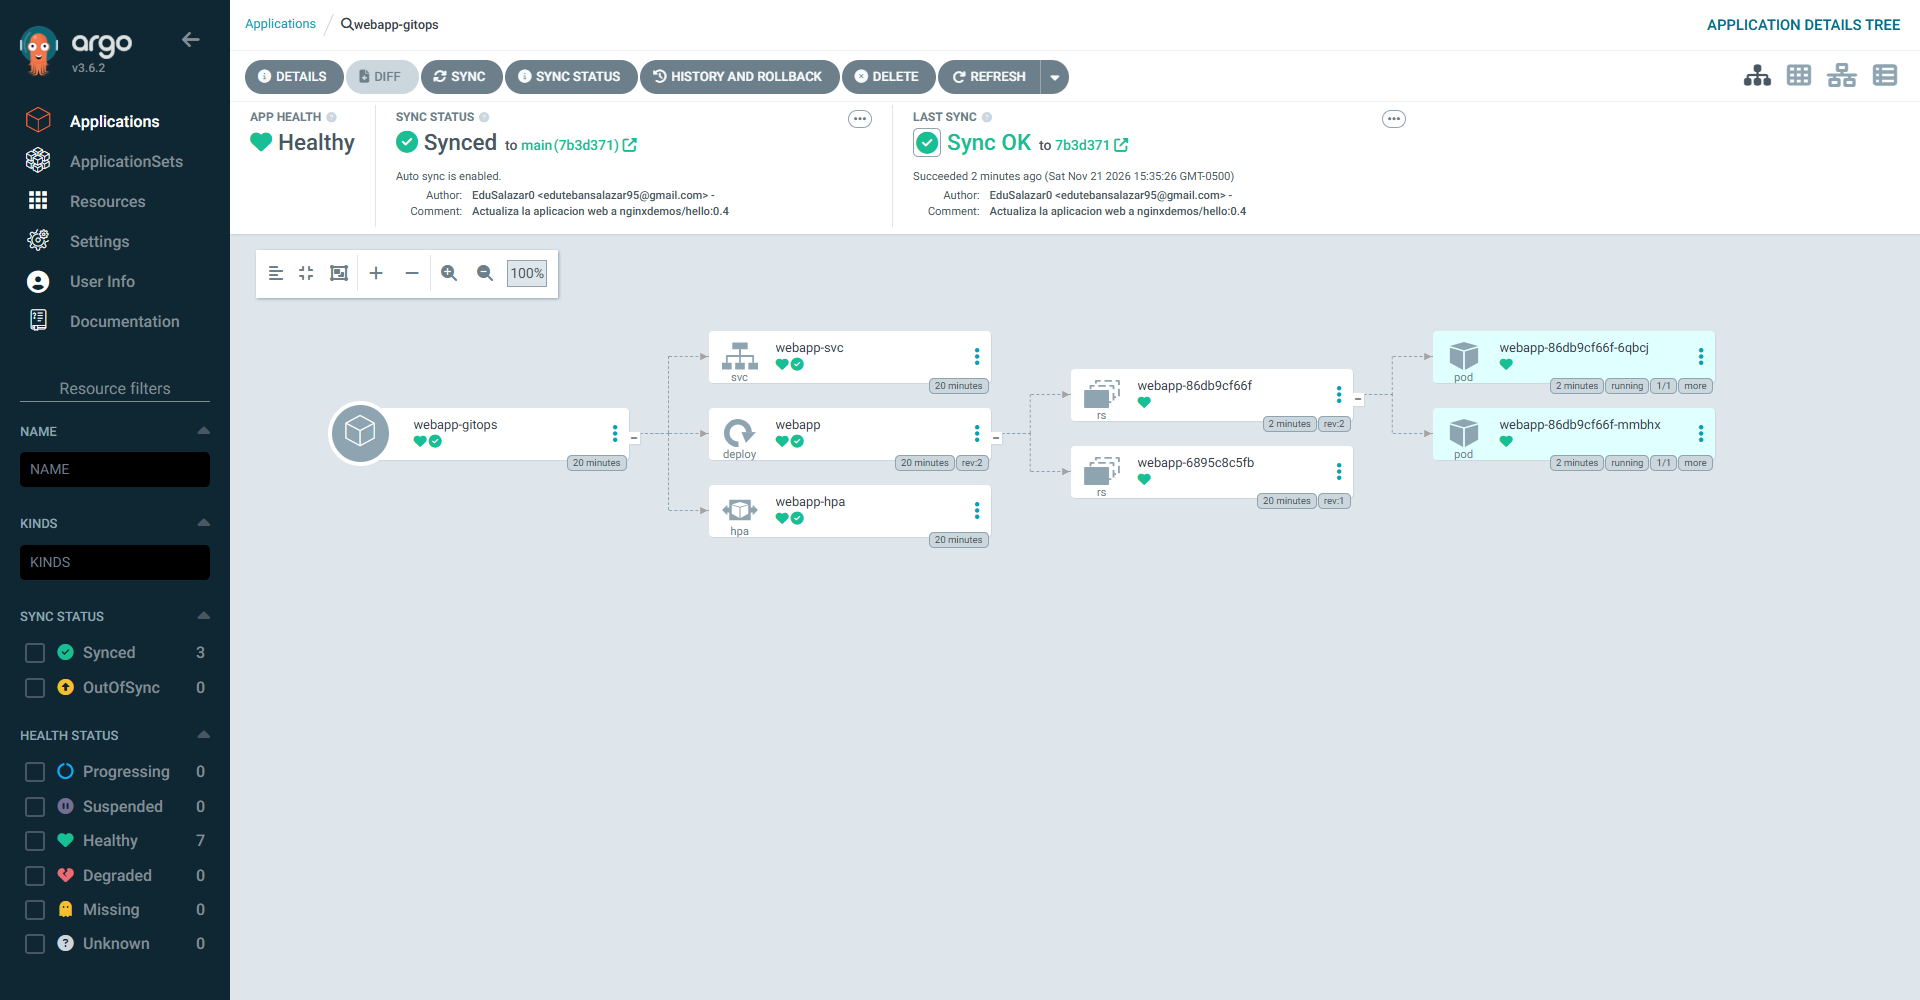 argo
v3.6.2
Applications
ApplicationSets
Resources
Settings
User Info
Documentation
Resource filters
NAME
NAME
KINDS
KINDS
SYNC STATUS
Synced 3
OutOfSync 0
HEALTH STATUS
Progressing 0
Suspended 0
Healthy 7
Degraded 0
Missing 0
Unknown 0
Applications / webapp-gitops
APPLICATION DETAILS TREE
DETAILS DIFF SYNC SYNC STATUS HISTORY AND ROLLBACK DELETE REFRESH
APP HEALTH
Healthy
SYNC STATUS
Synced to main (7b3d371)
Auto sync is enabled.
Author: EduSalazar0 <edutebansalazar95@gmail.com> -
Comment: Actualiza la aplicacion web a nginxdemos/hello:0.4
LAST SYNC
Sync OK to 7b3d371
Succeeded 2 minutes ago (Sat Nov 21 2026 15:35:26 GMT-0500)
Author: EduSalazar0 <edutebansalazar95@gmail.com> -
Comment: Actualiza la aplicacion web a nginxdemos/hello:0.4
100%
webapp-gitops
20 minutes
webapp-svc
svc
20 minutes
webapp
deploy
20 minutes rev:2
webapp-hpa
hpa
20 minutes
webapp-86db9cf66f
rs
2 minutes rev:2
webapp-6895c8c5fb
rs
20 minutes rev:1
webapp-86db9cf66f-6qbcj
pod
2 minutes running 1/1 more
webapp-86db9cf66f-mmbhx
pod
2 minutes running 1/1 more